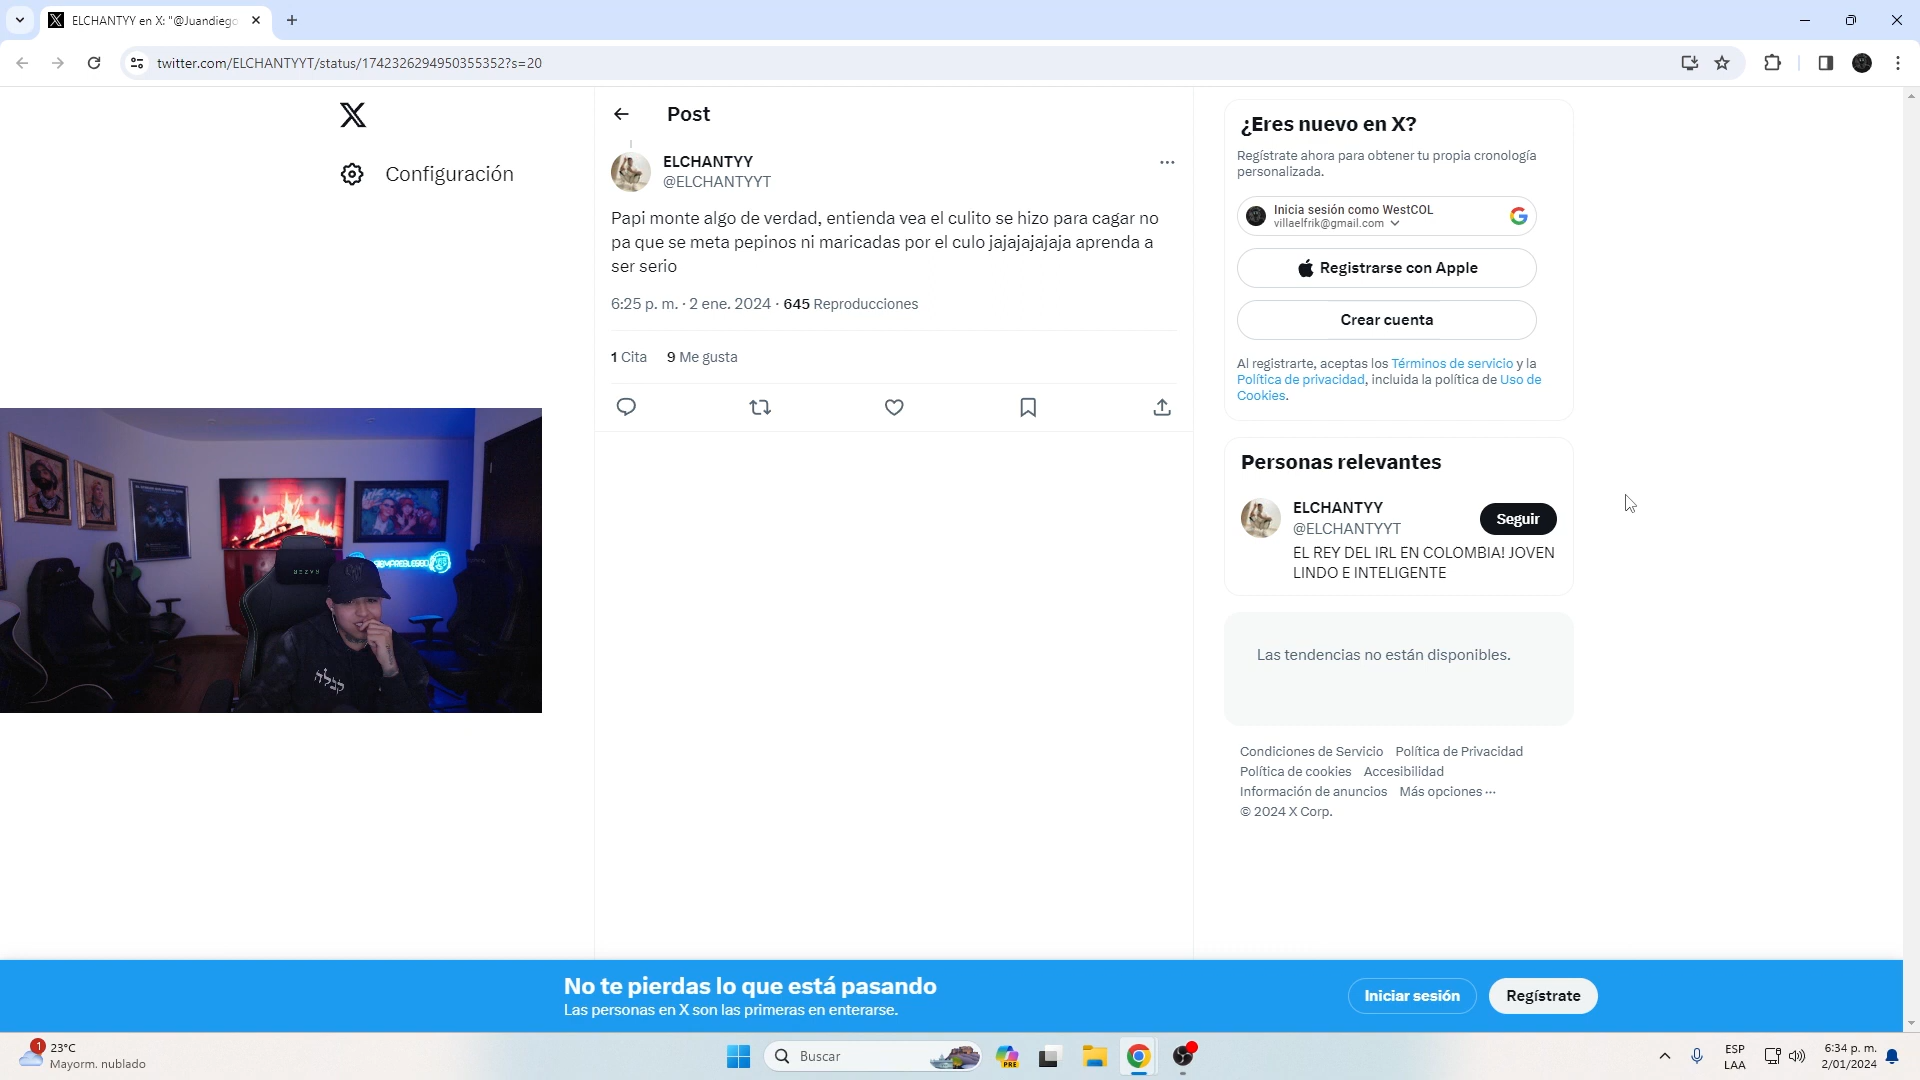 ELCHANTYY en X: "@Juandiego
twitter.com/ELCHANTYYT/status/1742326294950355352?s=20
Configuración
Post
ELCHANTYY
@ELCHANTYYT
Papi monte algo de verdad, entienda vea el culito se hizo para cagar no
pa que se meta pepinos ni maricadas por el culo jajajajajaja aprenda a
ser serio
6:25 p. m. · 2 ene. 2024 · 645 Reproducciones
1 Cita 9 Me gusta
¿Eres nuevo en X?
Regístrate ahora para obtener tu propia cronología
personalizada.
Inicia sesión como WestCOL
villaelfrik@gmail.com
Registrarse con Apple
Crear cuenta
Al registrarte, aceptas los Términos de servicio y la
Política de privacidad, incluida la política de Uso de
Cookies.
Personas relevantes
ELCHANTYY
@ELCHANTYYT
Seguir
EL REY DEL IRL EN COLOMBIA! JOVEN
LINDO E INTELIGENTE
Las tendencias no están disponibles.
Condiciones de Servicio Política de Privacidad
Política de cookies Accesibilidad
Información de anuncios Más opciones ···
© 2024 X Corp.
RAZER
קבלה
No te pierdas lo que está pasando
Las personas en X son las primeras en enterarse.
Iniciar sesión
Regístrate
1
23°C
Mayorm. nublado
Buscar
PRE
ESP
LAA
6:34 p. m.
2/01/2024